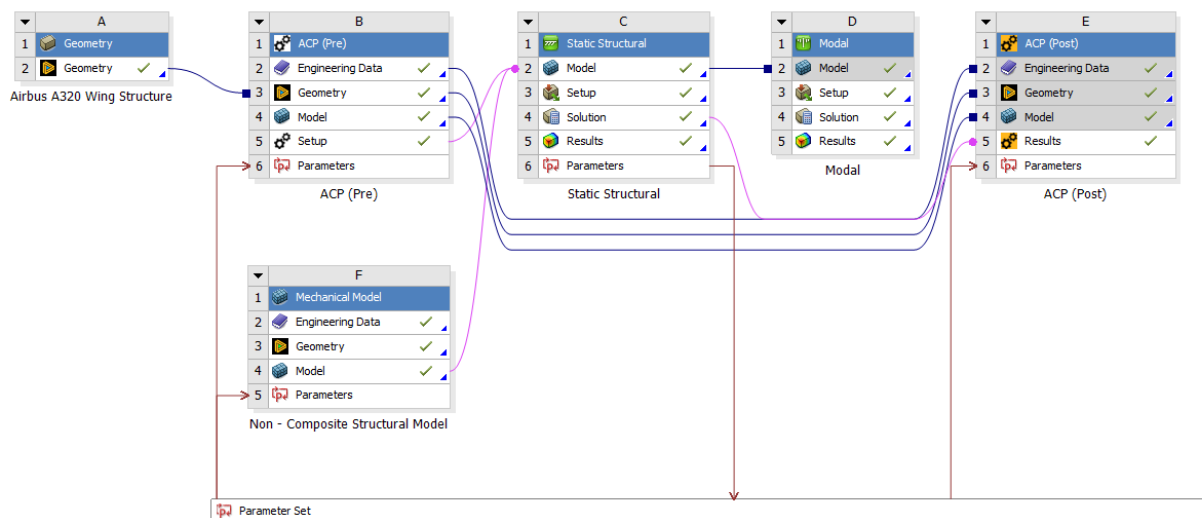 A
1 Geometry
2 Geometry
Airbus A320 Wing Structure
B
1 ACP (Pre)
2 Engineering Data
3 Geometry
4 Model
5 Setup
6 Parameters
ACP (Pre)
C
1 Static Structural
2 Model
3 Setup
4 Solution
5 Results
6 Parameters
Static Structural
D
1 Modal
2 Model
3 Setup
4 Solution
5 Results
Modal
E
1 ACP (Post)
2 Engineering Data
3 Geometry
4 Model
5 Results
6 Parameters
ACP (Post)
F
1 Mechanical Model
2 Engineering Data
3 Geometry
4 Model
5 Parameters
Non - Composite Structural Model
Parameter Set